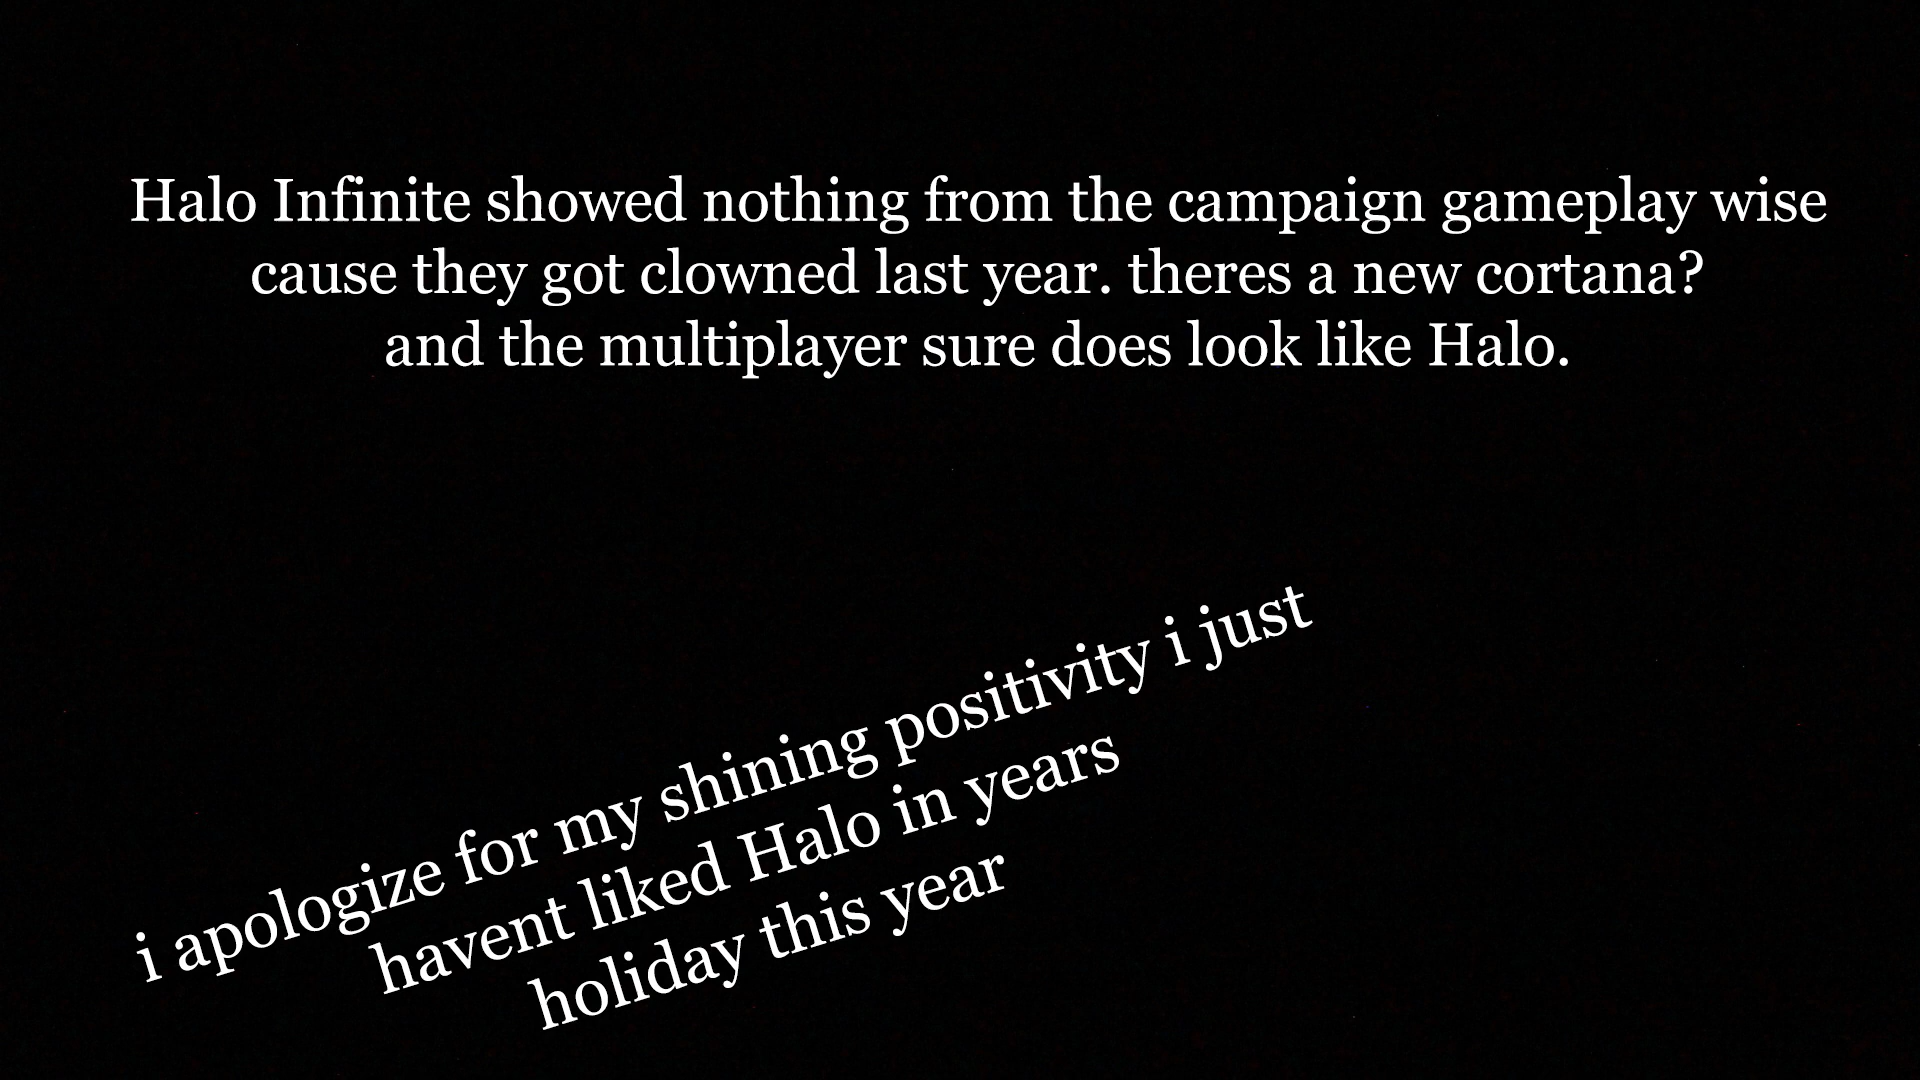 Halo Infinite showed nothing from the campaign gameplay wise
cause they got clowned last year. theres a new cortana?
and the multiplayer sure does look like Halo.
i apologize for my shining positivity i just
havent liked Halo in years
holiday this year